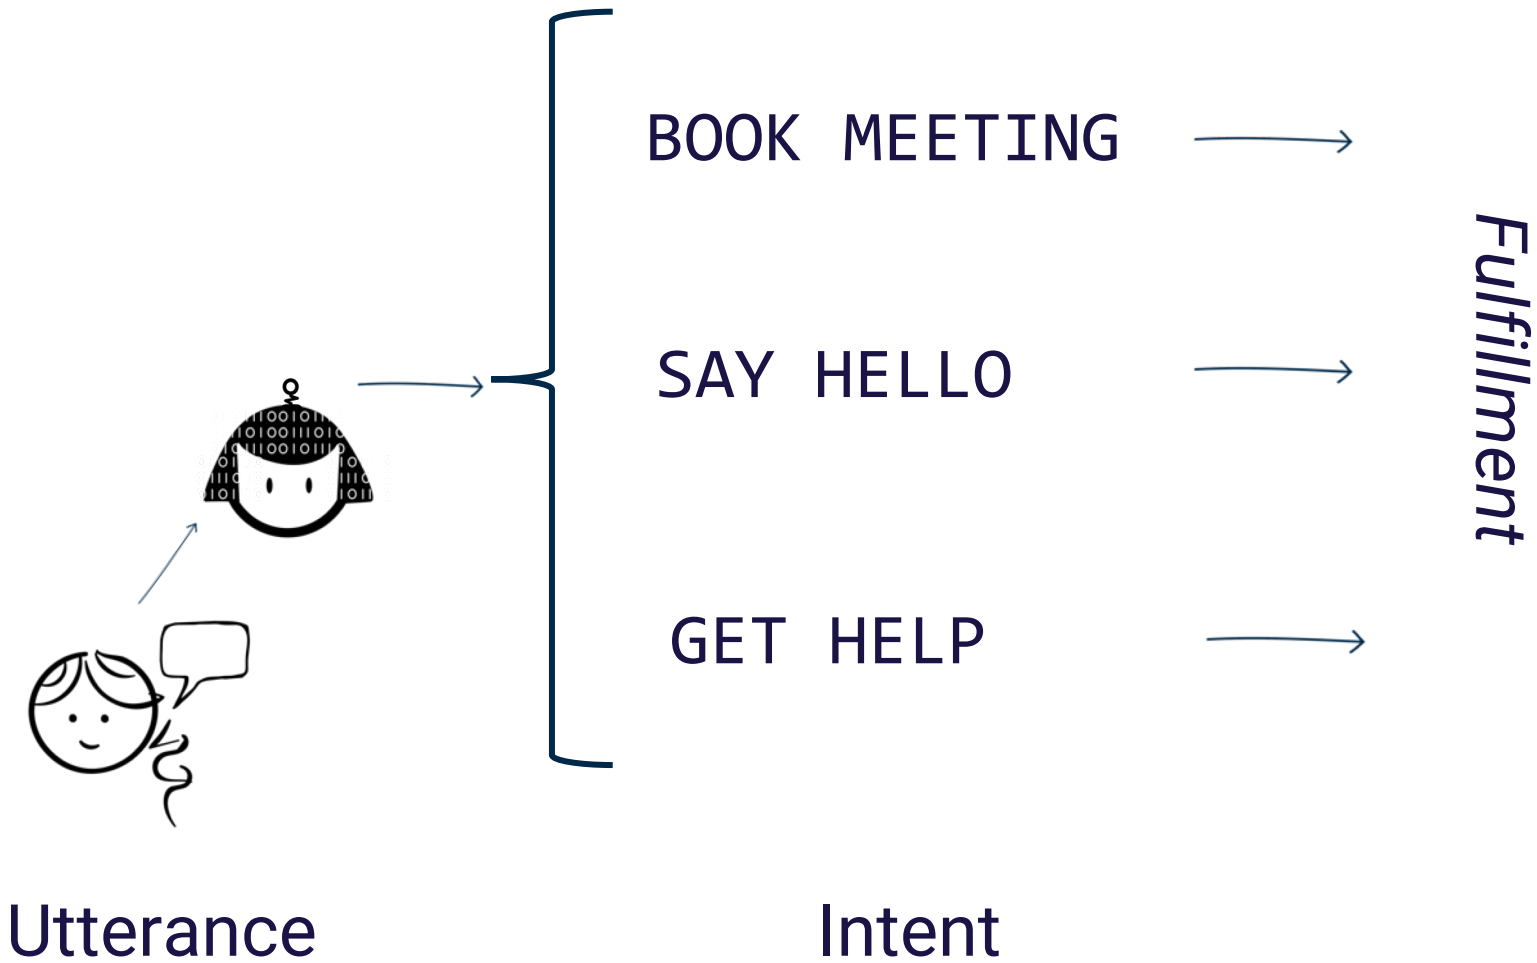 BOOK MEETING
SAY HELLO
GET HELP
Fulfillment
Utterance
Intent